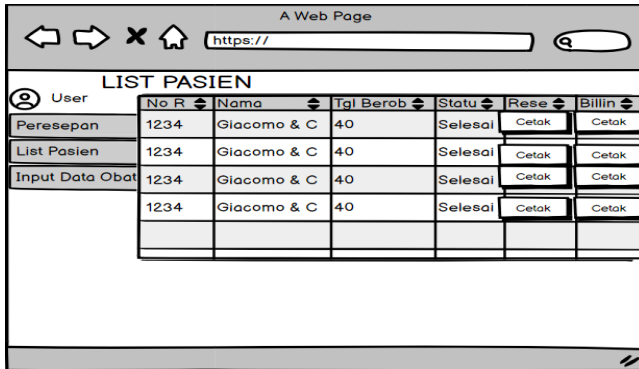 A Web Page
https://
LIST PASIEN
User
No R Nama Tgl Berob Statu Rese Billin
Peresepan
List Pasien
Input Data Obat
1234 Giacomo & C 40 Selesai Cetak Cetak
1234 Giacomo & C 40 Selesai Cetak Cetak
1234 Giacomo & C 40 Selesai Cetak Cetak
1234 Giacomo & C 40 Selesai Cetak Cetak